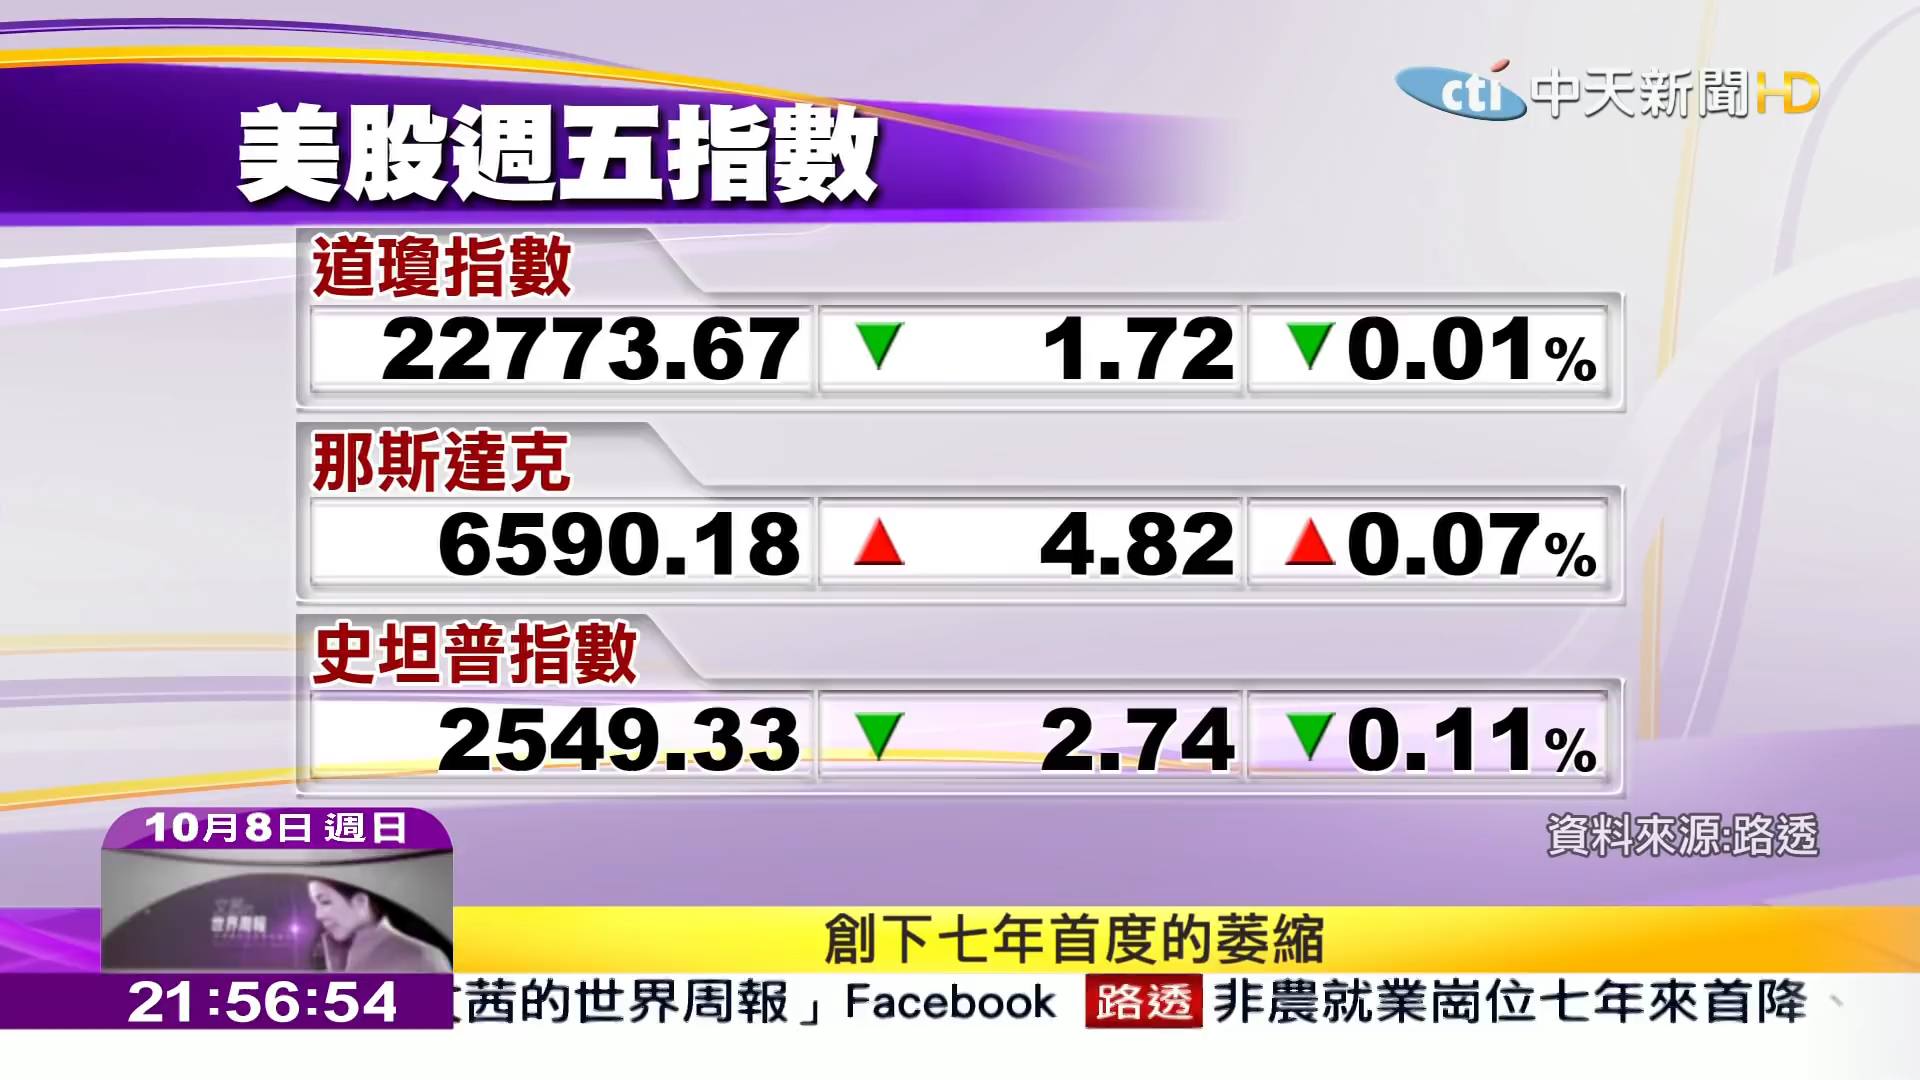 美股週五指數
cti 中天新聞HD
道瓊指數
22773.67 ▼ 1.72 ▼ 0.01%
那斯達克
6590.18 ▲ 4.82 ▲ 0.07%
史坦普指數
2549.33 ▼ 2.74 ▼ 0.11%
資料來源:路透
10月8日 週日
世界周報
創下七年首度的萎縮
21:56:54
茜的世界周報」Facebook 路透 非農就業崗位七年來首降